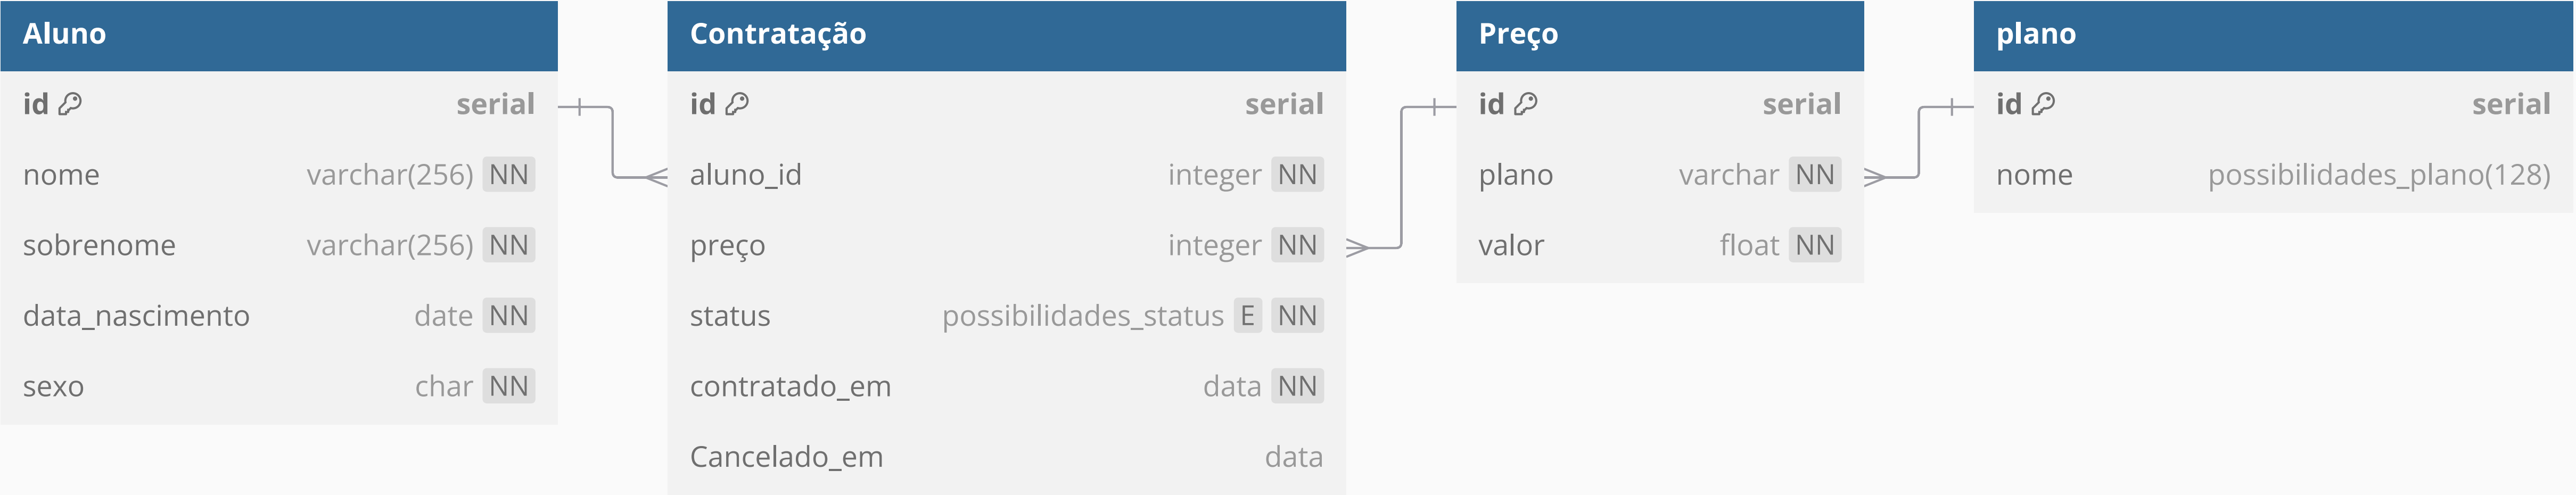 Aluno
id serial
nome varchar(256) NN
sobrenome varchar(256) NN
data_nascimento date NN
sexo char NN
Contratação
id serial
aluno_id integer NN
preço integer NN
status possibilidades_status E NN
contratado_em data NN
Cancelado_em data
Preço
id serial
plano varchar NN
valor float NN
plano
id serial
nome possibilidades_plano(128)